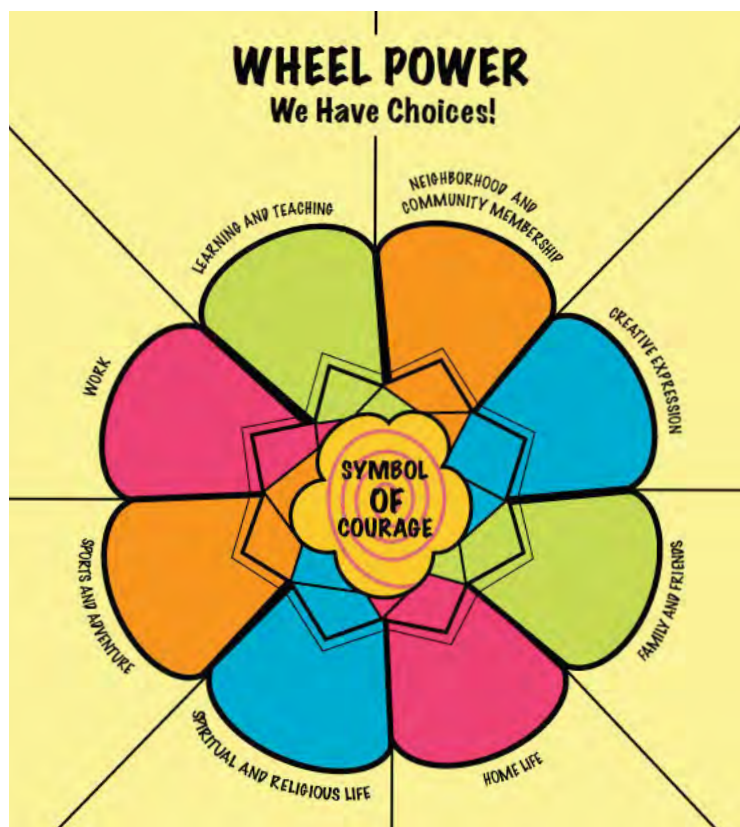 WHEEL POWER
We Have Choices!
NEIGHBORHOOD AND
COMMUNITY MEMBERSHIP
LEARNING AND TEACHING
CREATIVE EXPRESSION
WORK
SYMBOL
OF
COURAGE
FAMILY AND FRIENDS
SPORTS AND ADVENTURE
SPIRITUAL AND RELIGIOUS LIFE
HOME LIFE